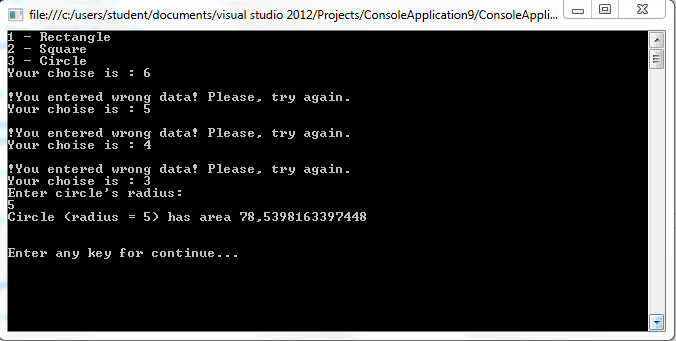 file:///c:/users/student/documents/visual studio 2012/Projects/ConsoleApplication9/ConsoleAppli...
1 - Rectangle
2 - Square
3 - Circle
Your choise is : 6
!You entered wrong data! Please, try again.
Your choise is : 5
!You entered wrong data! Please, try again.
Your choise is : 4
!You entered wrong data! Please, try again.
Your choise is : 3
Enter circle's radius:
5
Circle (radius = 5) has area 78,5398163397448
Enter any key for continue...